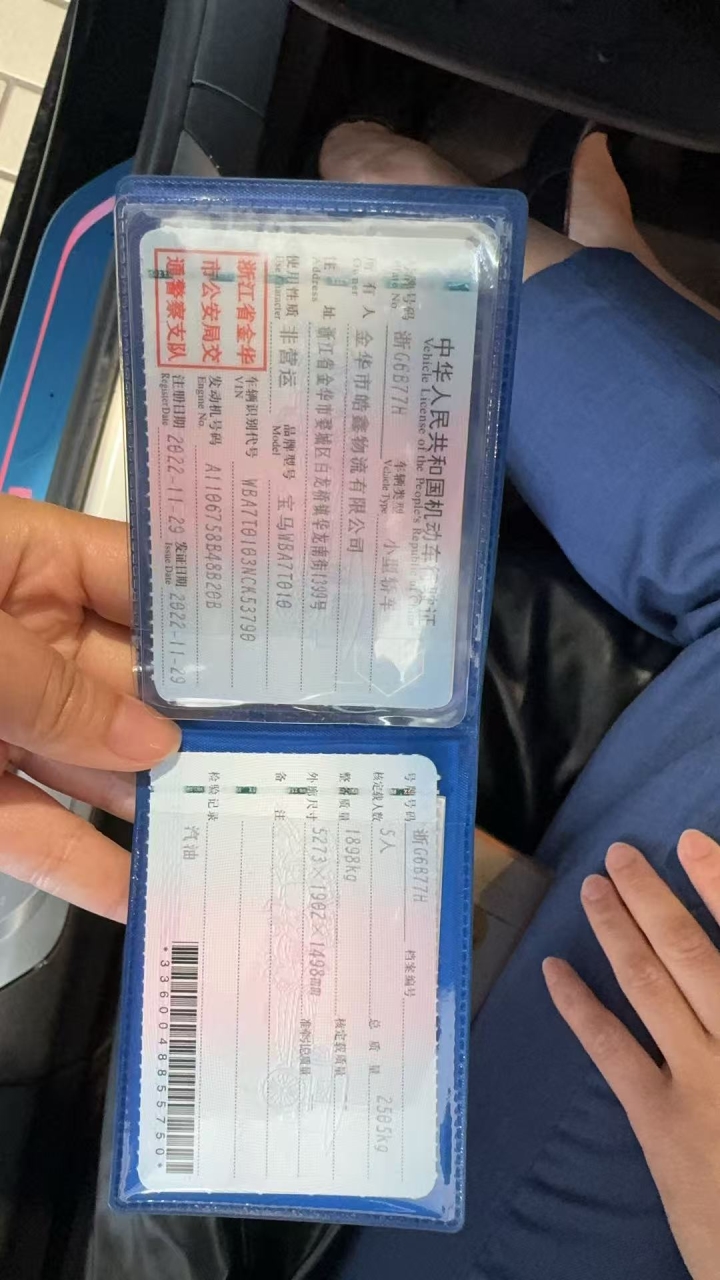 中华人民共和国机动车行驶证
Vehicle License of the People's Republic
号牌号码 浙G6B77H 车辆类型 小型轿车
Plate No Vehicle Type
所有人 金华市皓鑫物流有限公司
Owner
住址 浙江省金华市婺城区白龙桥镇华龙南街1399号
Address
使用性质 非营运 品牌型号 宝马WBA7T010
Use Character Model
浙江省金华
市公安局交
通警察支队
车辆识别代号 WBA7T0103NCK53790
VIN
发动机号码 A1106758B48B20B
Engine No.
注册日期 2022-11-29 发证日期 2022-11-29
Register Date Issue Date
号牌号码 浙G6B77H 档案编号
核定载人数 5人 总质量 2505kg
整备质量 1898kg 核定载质量
外廓尺寸 5273×1902×1498mm 准牵引总质量
备注
检验记录
汽油
*3360048855750*